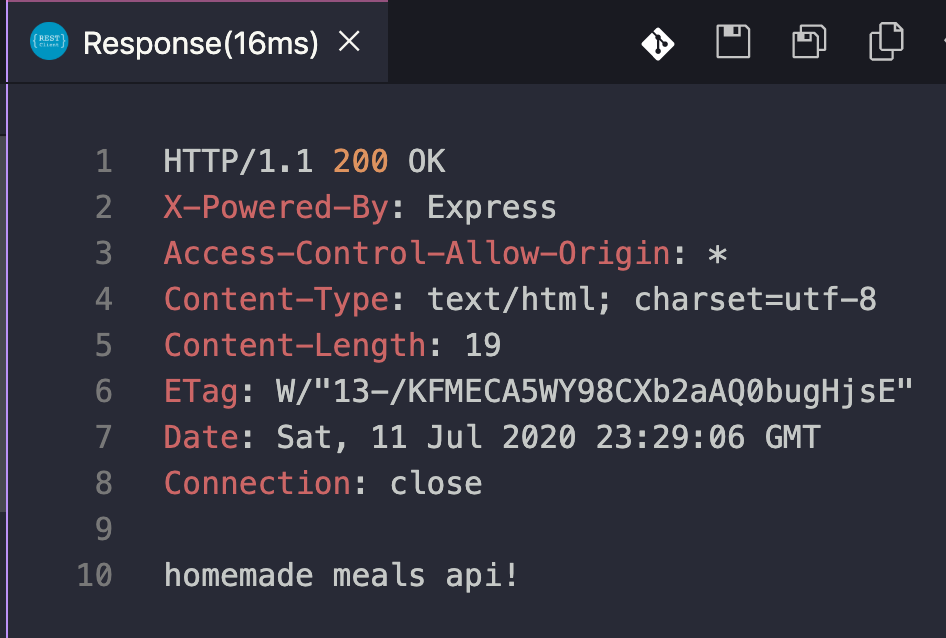 {REST}
Client
Response(16ms)
1 HTTP/1.1 200 OK
2 X-Powered-By: Express
3 Access-Control-Allow-Origin: *
4 Content-Type: text/html; charset=utf-8
5 Content-Length: 19
6 ETag: W/"13-/KFMECA5WY98CXb2aAQ0bugHjsE"
7 Date: Sat, 11 Jul 2020 23:29:06 GMT
8 Connection: close
9
10 homemade meals api!